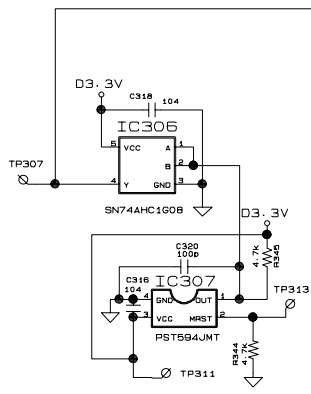 D3.3V
C318
104
IC306
5
VCC
A
1
B
2
TP307
4
Y
GND
3
SN74AHC1G08
D3.3V
C320
100p
4.7k
R345
C316
104
IC307
TP313
4
GND
OUT
1
3
VCC
MRST
2
PST594JMT
R344
4.7k
TP311